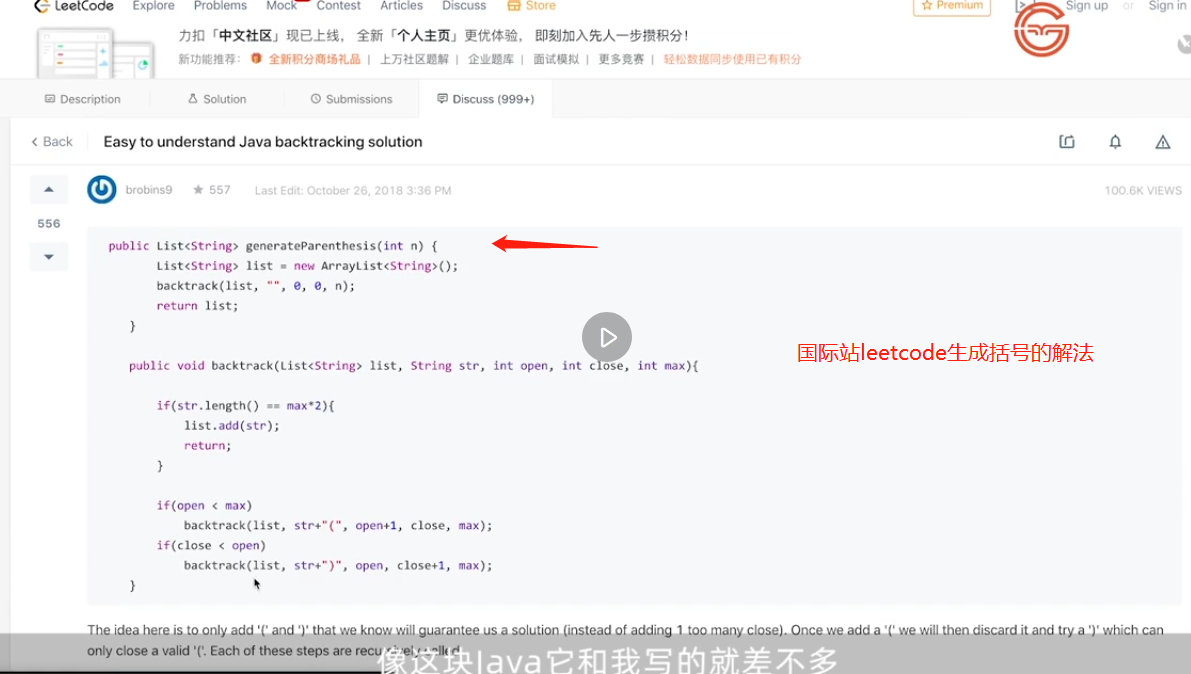 LeetCode Explore Problems Mock Contest Articles Discuss Store Premium Sign up or Sign in
力扣「中文社区」现已上线，全新「个人主页」更优体验，即刻加入先人一步攒积分！
新功能推荐： 全新积分商场礼品 | 上万社区题解 | 企业题库 | 面试模拟 | 更多竞赛 | 轻松数据同步使用已有积分
Description Solution Submissions Discuss (999+)
Back Easy to understand Java backtracking solution
brobins9 ★ 557 Last Edit: October 26, 2018 3:36 PM 100.6K VIEWS
556
public List<String> generateParenthesis(int n) {
List<String> list = new ArrayList<String>();
backtrack(list, "", 0, 0, n);
return list;
}
国际站leetcode生成括号的解法
public void backtrack(List<String> list, String str, int open, int close, int max){
if(str.length() == max*2){
list.add(str);
return;
}
if(open < max)
backtrack(list, str+"(", open+1, close, max);
if(close < open)
backtrack(list, str+")", open, close+1, max);
}
The idea here is to only add '(' and ')' that we know will guarantee us a solution (instead of adding 1 too many close). Once we add a '(' we will then discard it and try a ')' which can
only close a valid '('. Each of these steps are recursively called.
像这块Java它和我写的就差不多